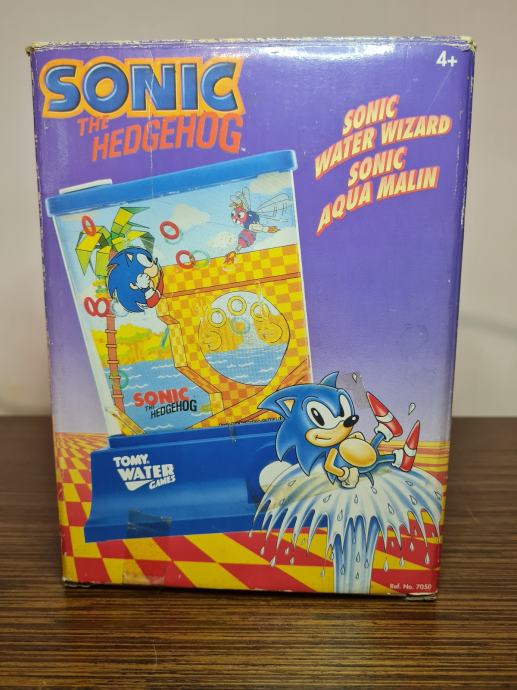 SONIC
THE
HEDGEHOG
4+
SONIC
WATER WIZARD
SONIC
AQUA MALIN
SONIC
THE HEDGEHOG
TOMY
WATER
GAMES
Ref. No. 7050